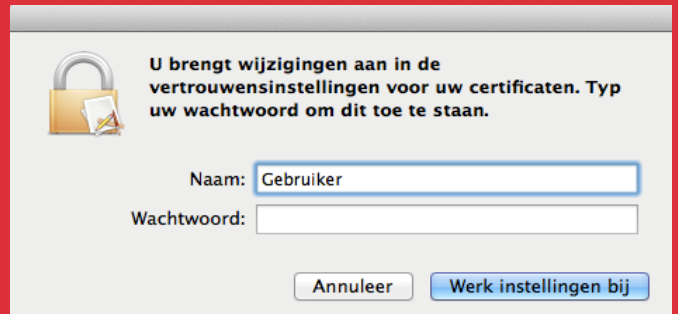 U brengt wijzigingen aan in de
vertrouwensinstellingen voor uw certificaten. Typ
uw wachtwoord om dit toe te staan.
Naam: Gebruiker
Wachtwoord:
Annuleer Werk instellingen bij